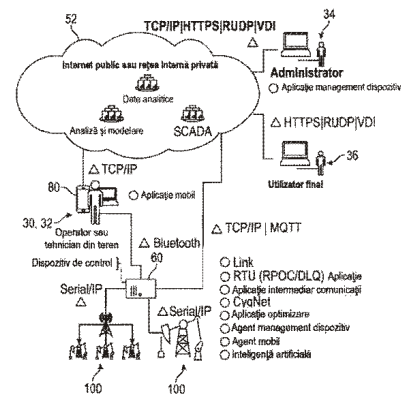 52
TCP/IP|HTTPS|RUDP|VDI
34
Internet public sau rețea internă privată
Date analitice
Analiză și modelare
SCADA
Administrator
Aplicație management dispozitiv
HTTPS|RUDP|VDI
36
Utilizator final
TCP/IP
80
Aplicație mobil
30, 32
Operator sau
tehnician din teren
TCP/IP | MQTT
Bluetooth
Dispozitiv de control
60
Serial/IP
Serial/IP
Link
RTU (RPOC/DLQ) Aplicație
Aplicație intermediar comunicații
CygNet
Aplicație optimizare
Agent management dispozitiv
Agent mobil
Inteligență artificială
100
100